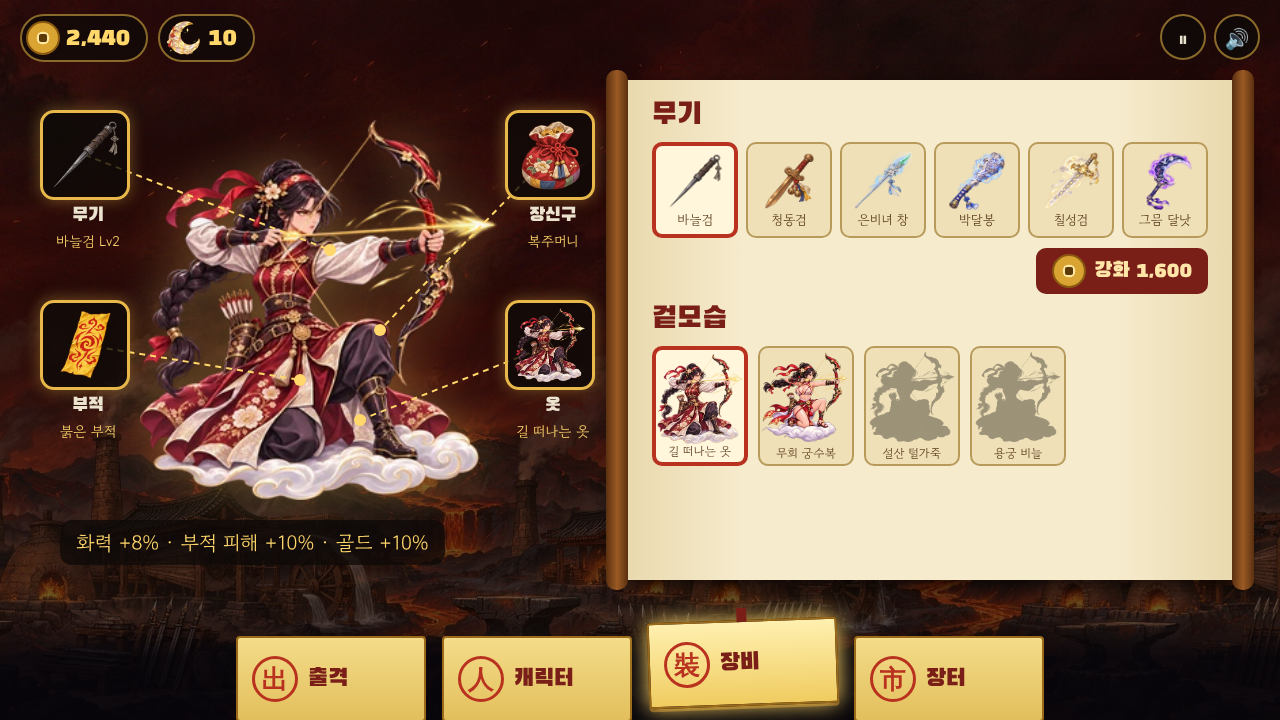 2,440
10
무기
바늘검 Lv2
장신구
복주머니
부적
붉은 부적
옷
길 떠나는 옷
화력 +8% · 부적 피해 +10% · 골드 +10%
무기
바늘검
청동검
은비녀 창
박달봉
칠성검
그믐 달낫
강화 1,600
겉모습
길 떠나는 옷
무희 궁수복
설산 털가죽
용궁 비늘
出 출격
人 캐릭터
裝 장비
市 장터